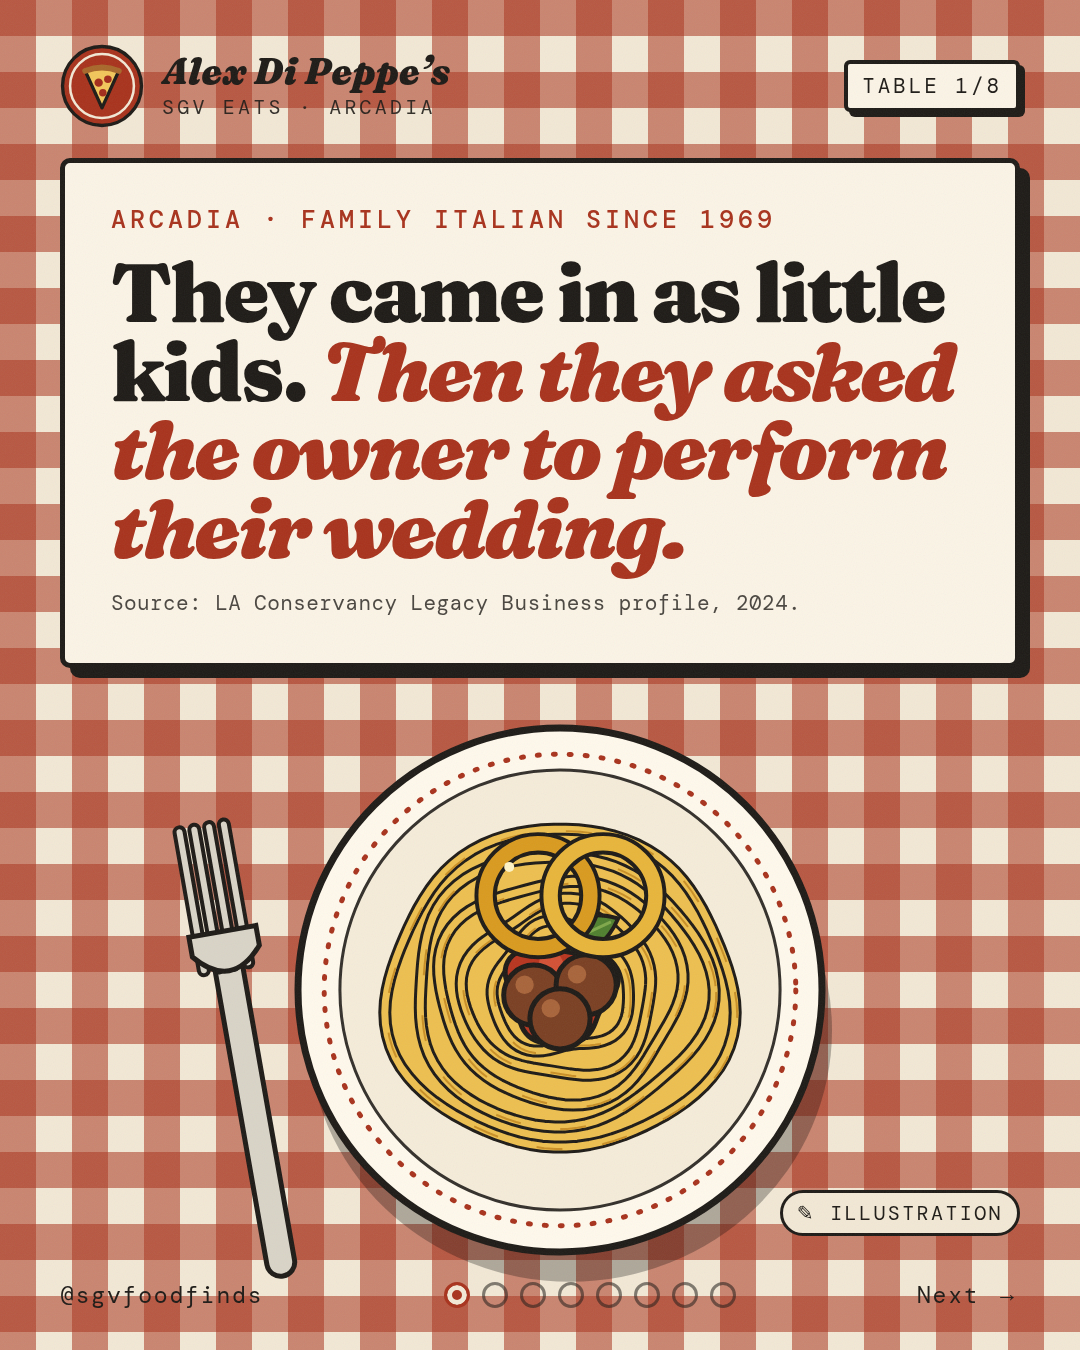 Alex Di Peppe's
SGV EATS · ARCADIA
TABLE 1/8
ARCADIA · FAMILY ITALIAN SINCE 1969
They came in as little
kids. Then they asked
the owner to perform
their wedding.
Source: LA Conservancy Legacy Business profile, 2024.
✎ ILLUSTRATION
@sgvfoodfinds
Next →